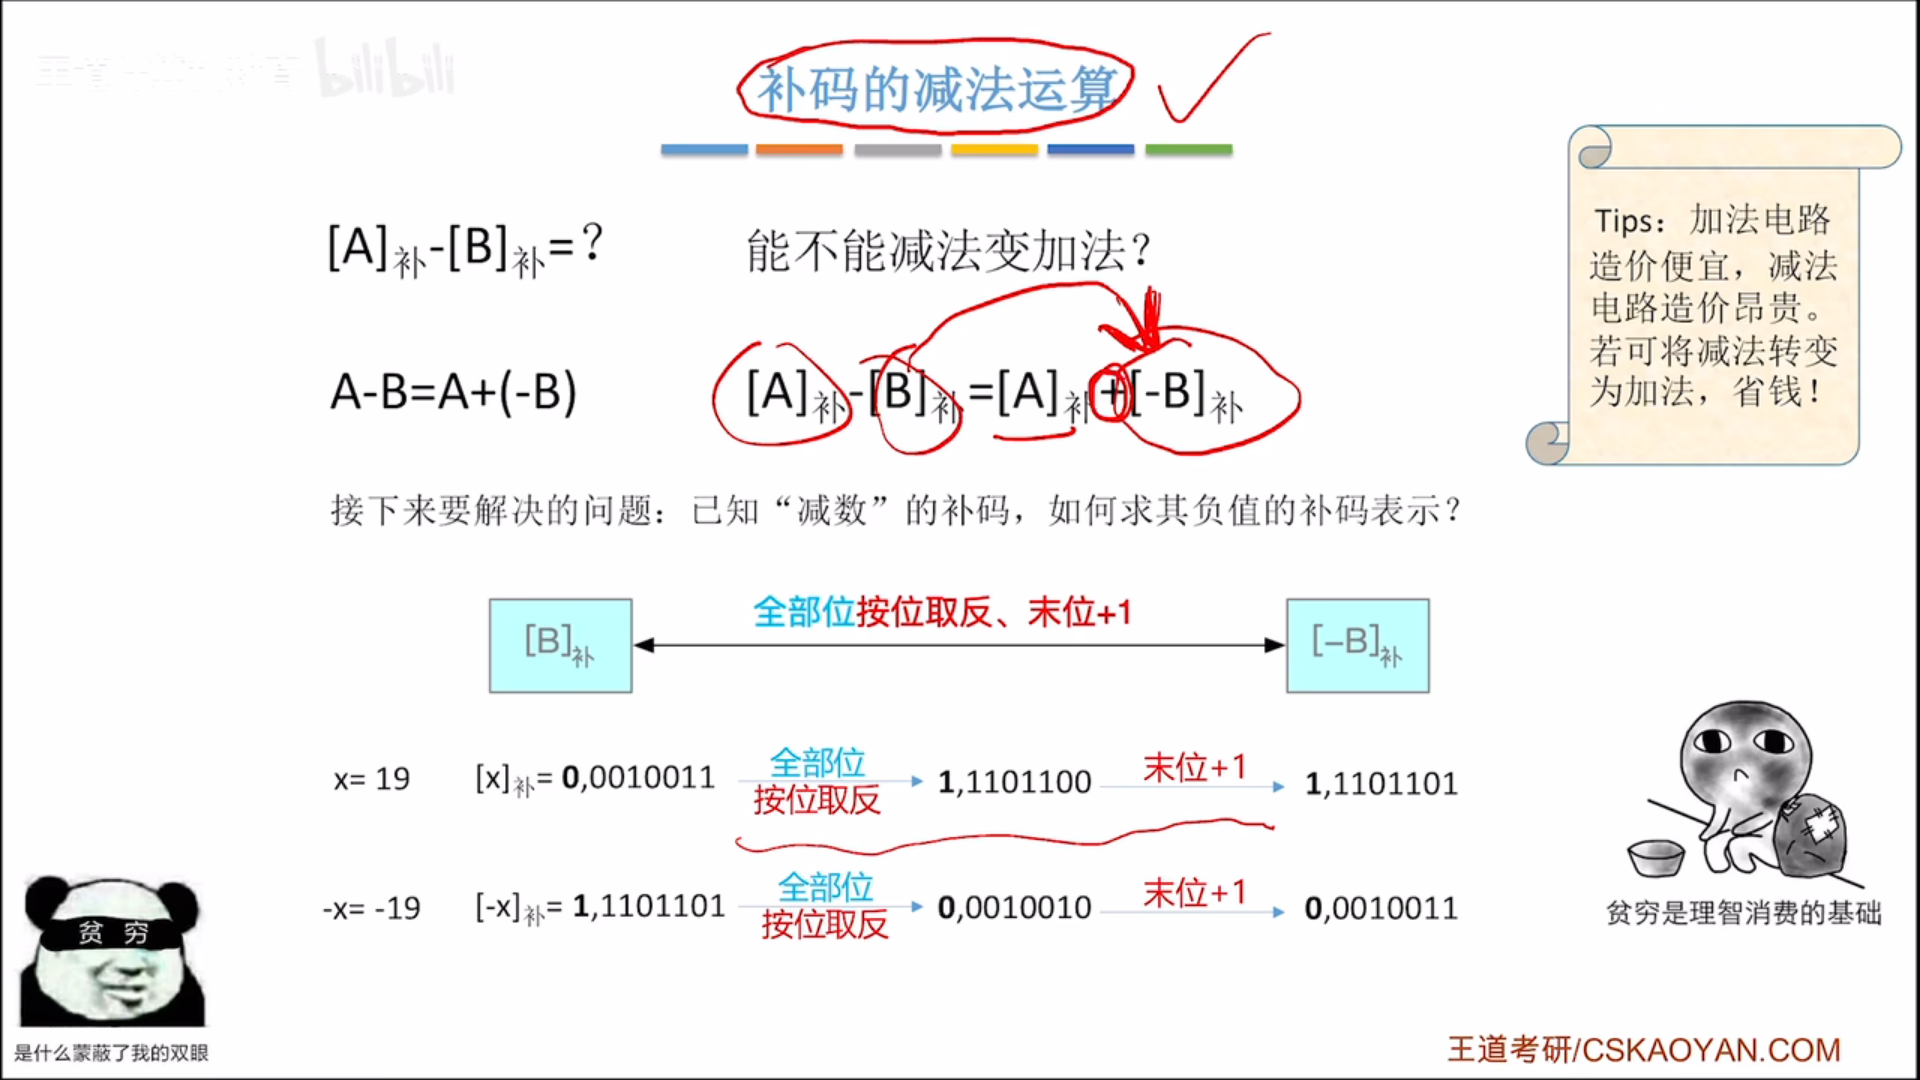 bilibili
补码的减法运算
[A]补-[B]补=?
能不能减法变加法?
Tips：加法电路
造价便宜，减法
电路造价昂贵。
若可将减法转变
为加法，省钱！
A-B=A+(-B)
[A]补-[B]补=[A]补+[-B]补
接下来要解决的问题：已知“减数”的补码，如何求其负值的补码表示?
[B]补
全部位按位取反、末位+1
[−B]补
x= 19
[x]补= 0,0010011
全部位
按位取反
1,1101100
末位+1
1,1101101
-x= -19
[-x]补= 1,1101101
全部位
按位取反
0,0010010
末位+1
0,0010011
贫 穷
是什么蒙蔽了我的双眼
贫穷是理智消费的基础
王道考研/CSKAOYAN.COM